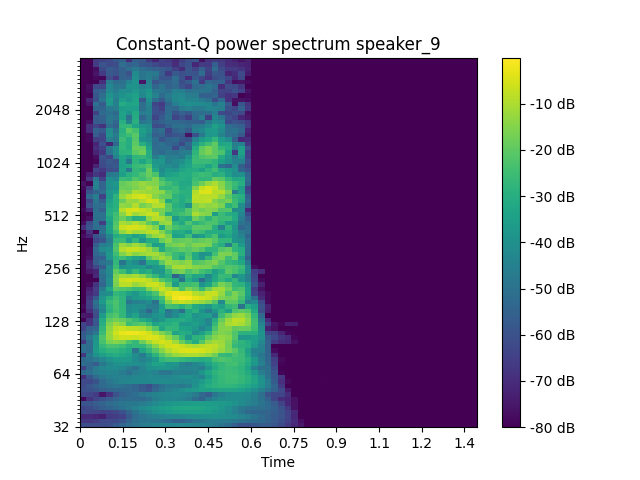 Constant-Q power spectrum speaker_9
Hz
2048
1024
512
256
128
64
32
0 0.15 0.3 0.45 0.6 0.75 0.9 1.1 1.2 1.4
Time
-10 dB
-20 dB
-30 dB
-40 dB
-50 dB
-60 dB
-70 dB
-80 dB